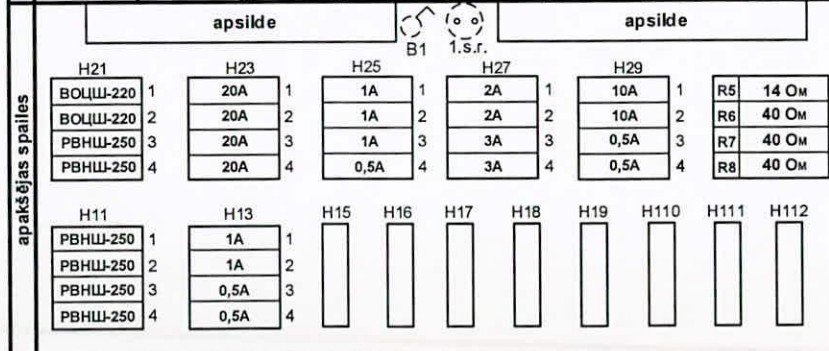 apsilde apsilde
B1 1.s.r.
apakšējas spailes
H21 H23 H25 H27 H29
ВОЦШ-220 1 20A 1 1A 1 2A 1 10A 1 R5 14 Ом
ВОЦШ-220 2 20A 2 1A 2 2A 2 10A 2 R6 40 Ом
РВНШ-250 3 20A 3 1A 3 3A 3 0,5A 3 R7 40 Ом
РВНШ-250 4 20A 4 0,5A 4 3A 4 0,5A 4 R8 40 Ом
H11 H13 H15 H16 H17 H18 H19 H110 H111 H112
РВНШ-250 1 1A 1
РВНШ-250 2 1A 2
РВНШ-250 3 0,5A 3
РВНШ-250 4 0,5A 4